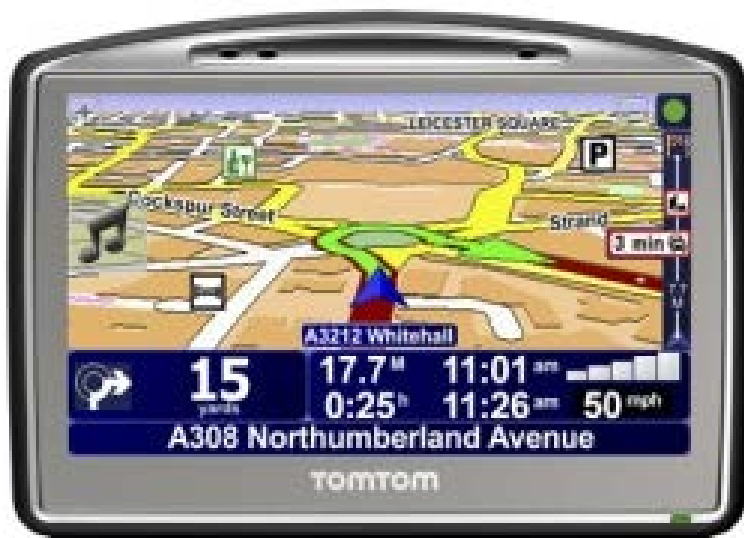 LEICESTER SQUARE
P
Cockspur Street
Strand
3 min
A3212 Whitehall
15
yards
17.7 M
11:01 am
0:25 h
11:26 am
50 mph
A308 Northumberland Avenue
TOMTOM